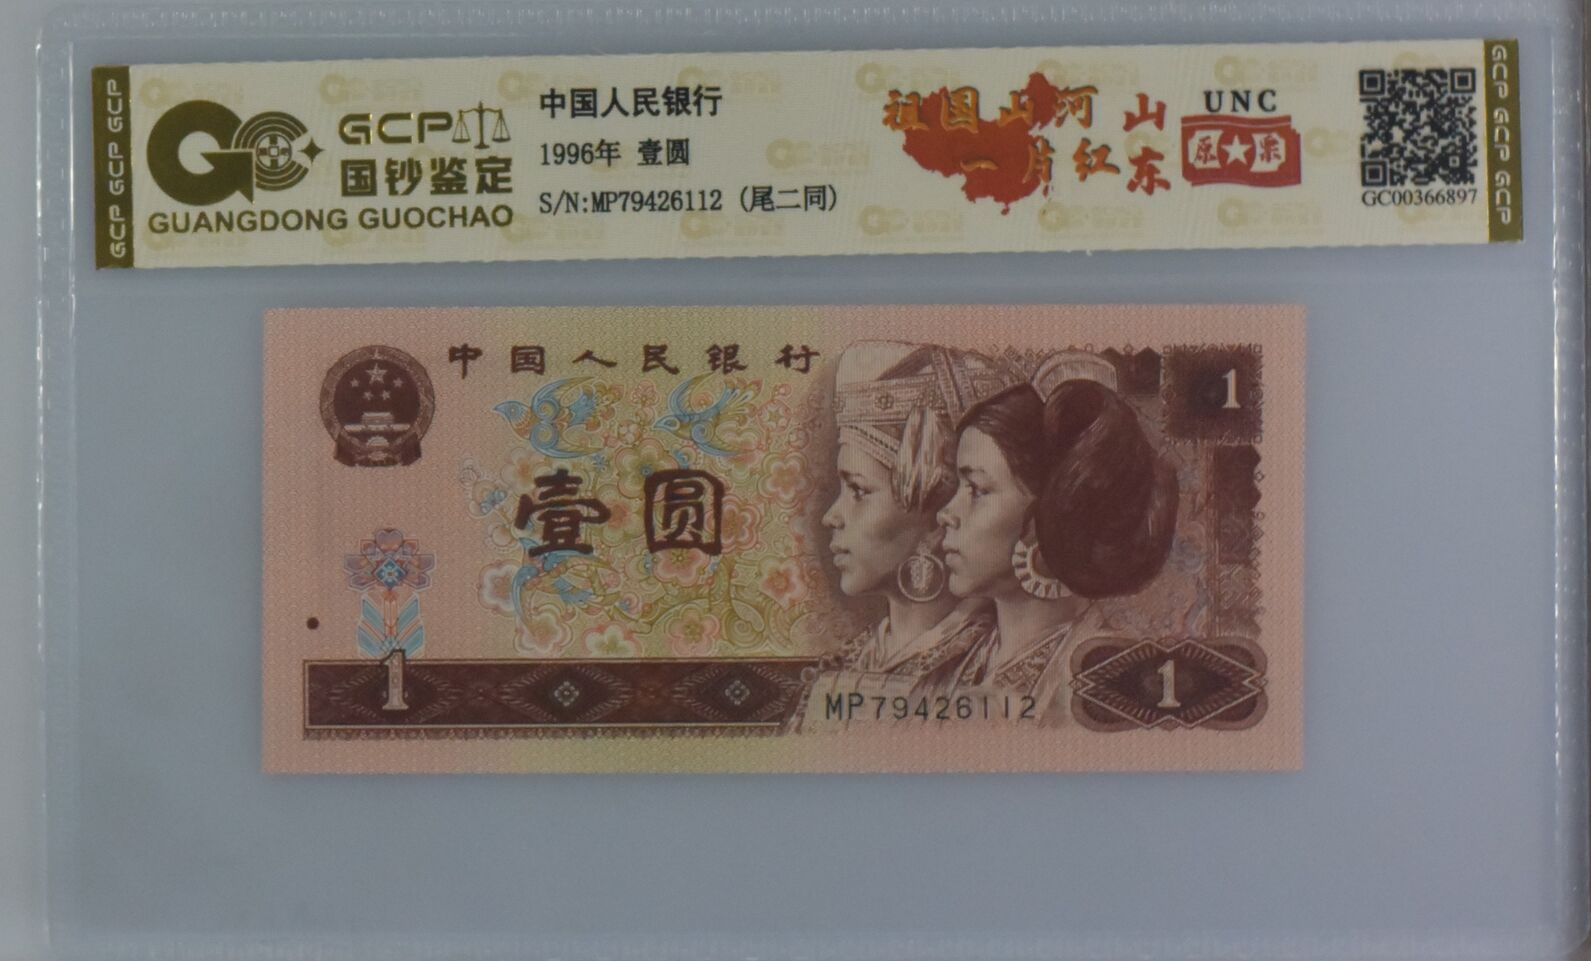 GCP GCP GCP
GCP
国钞鉴定
GUANGDONG GUOCHAO
中国人民银行
1996年 壹圆
S/N:MP79426112 (尾二同)
祖国山河
一片红
山东
UNC
原★票
GC00366897
GCP GCP GCP
中国人民银行
1
壹圆
1
MP79426112
1